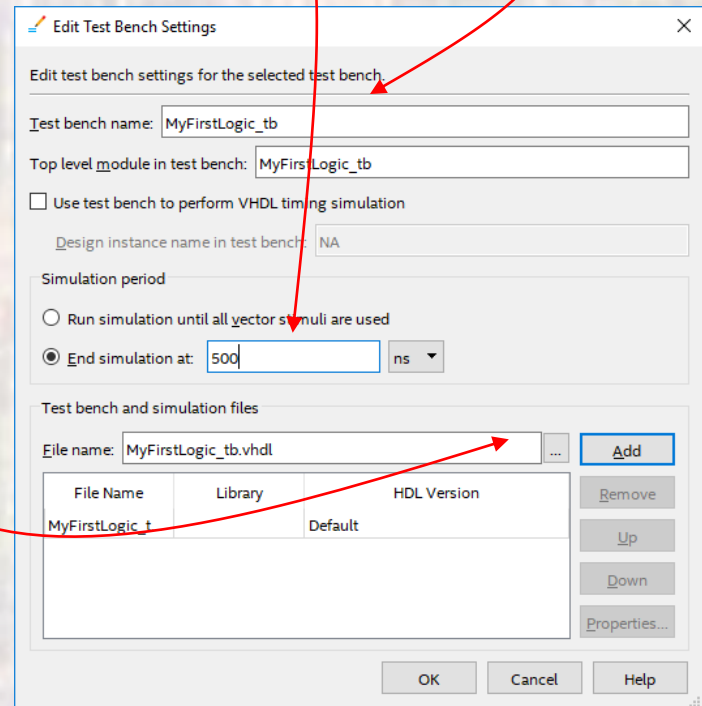 Edit Test Bench Settings
Edit test bench settings for the selected test bench.
Test bench name: MyFirstLogic_tb
Top level module in test bench: MyFirstLogic_tb
Use test bench to perform VHDL timing simulation
Design instance name in test bench: NA
Simulation period
Run simulation until all vector stimuli are used
End simulation at: 500 ns
Test bench and simulation files
File name: MyFirstLogic_tb.vhdl ... Add
File Name Library HDL Version Remove
MyFirstLogic_t Default
Up
Down
Properties...
OK Cancel Help